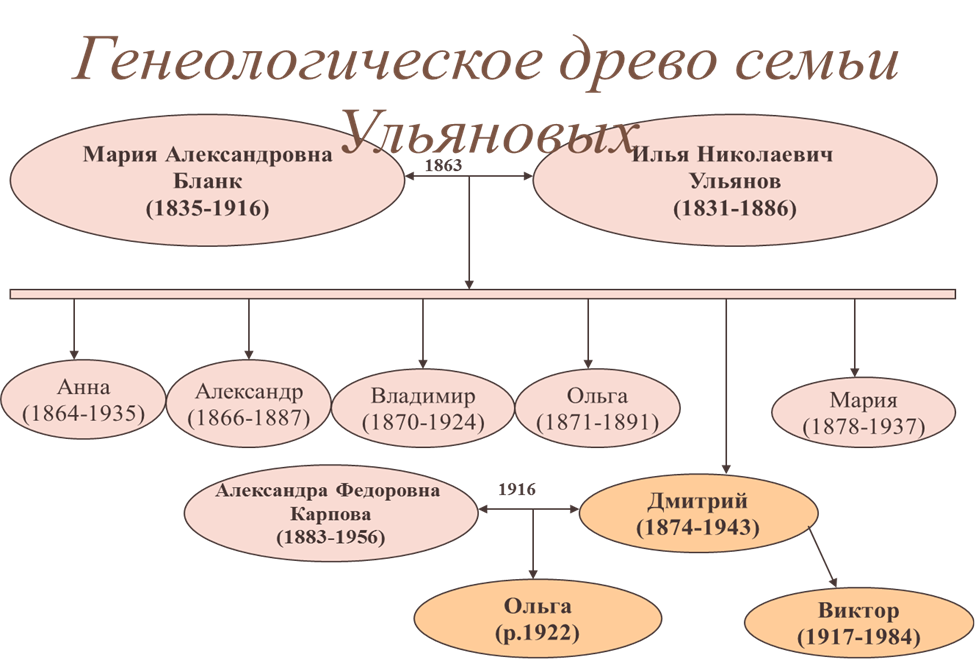 Генеологическое древо семьи
Ульяновых
Мария Александровна
Бланк
(1835-1916)
1863
Илья Николаевич
Ульянов
(1831-1886)
Анна
(1864-1935)
Александр
(1866-1887)
Владимир
(1870-1924)
Ольга
(1871-1891)
Мария
(1878-1937)
Александра Федоровна
Карпова
(1883-1956)
1916
Дмитрий
(1874-1943)
Ольга
(р.1922)
Виктор
(1917-1984)